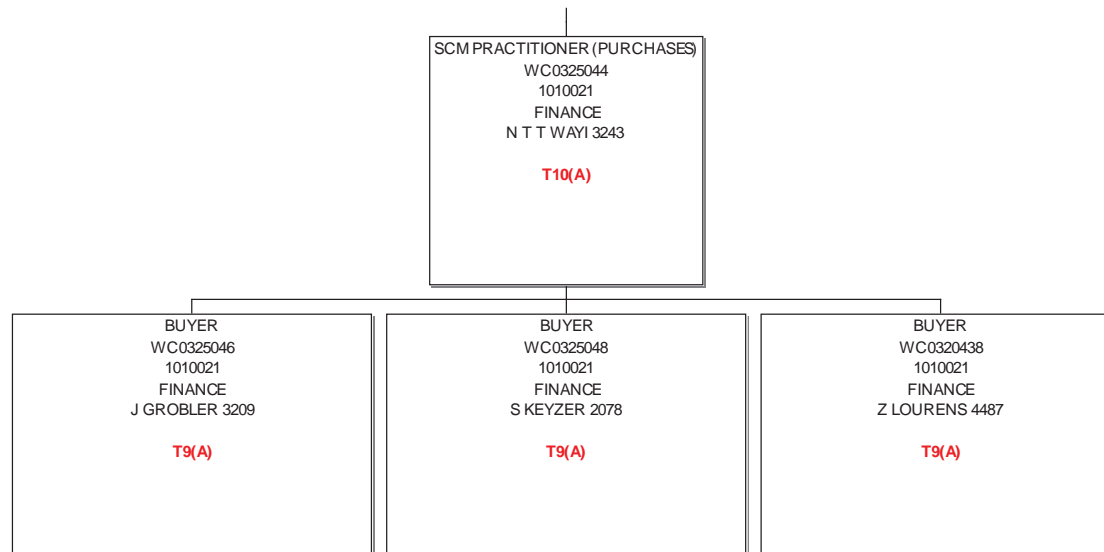 SCM PRACTITIONER (PURCHASES)
WC0325044
1010021
FINANCE
N T T WAYI 3243
T10(A)
BUYER
WC0325046
1010021
FINANCE
J GROBLER 3209
T9(A)
BUYER
WC0325048
1010021
FINANCE
S KEYZER 2078
T9(A)
BUYER
WC0320438
1010021
FINANCE
Z LOURENS 4487
T9(A)